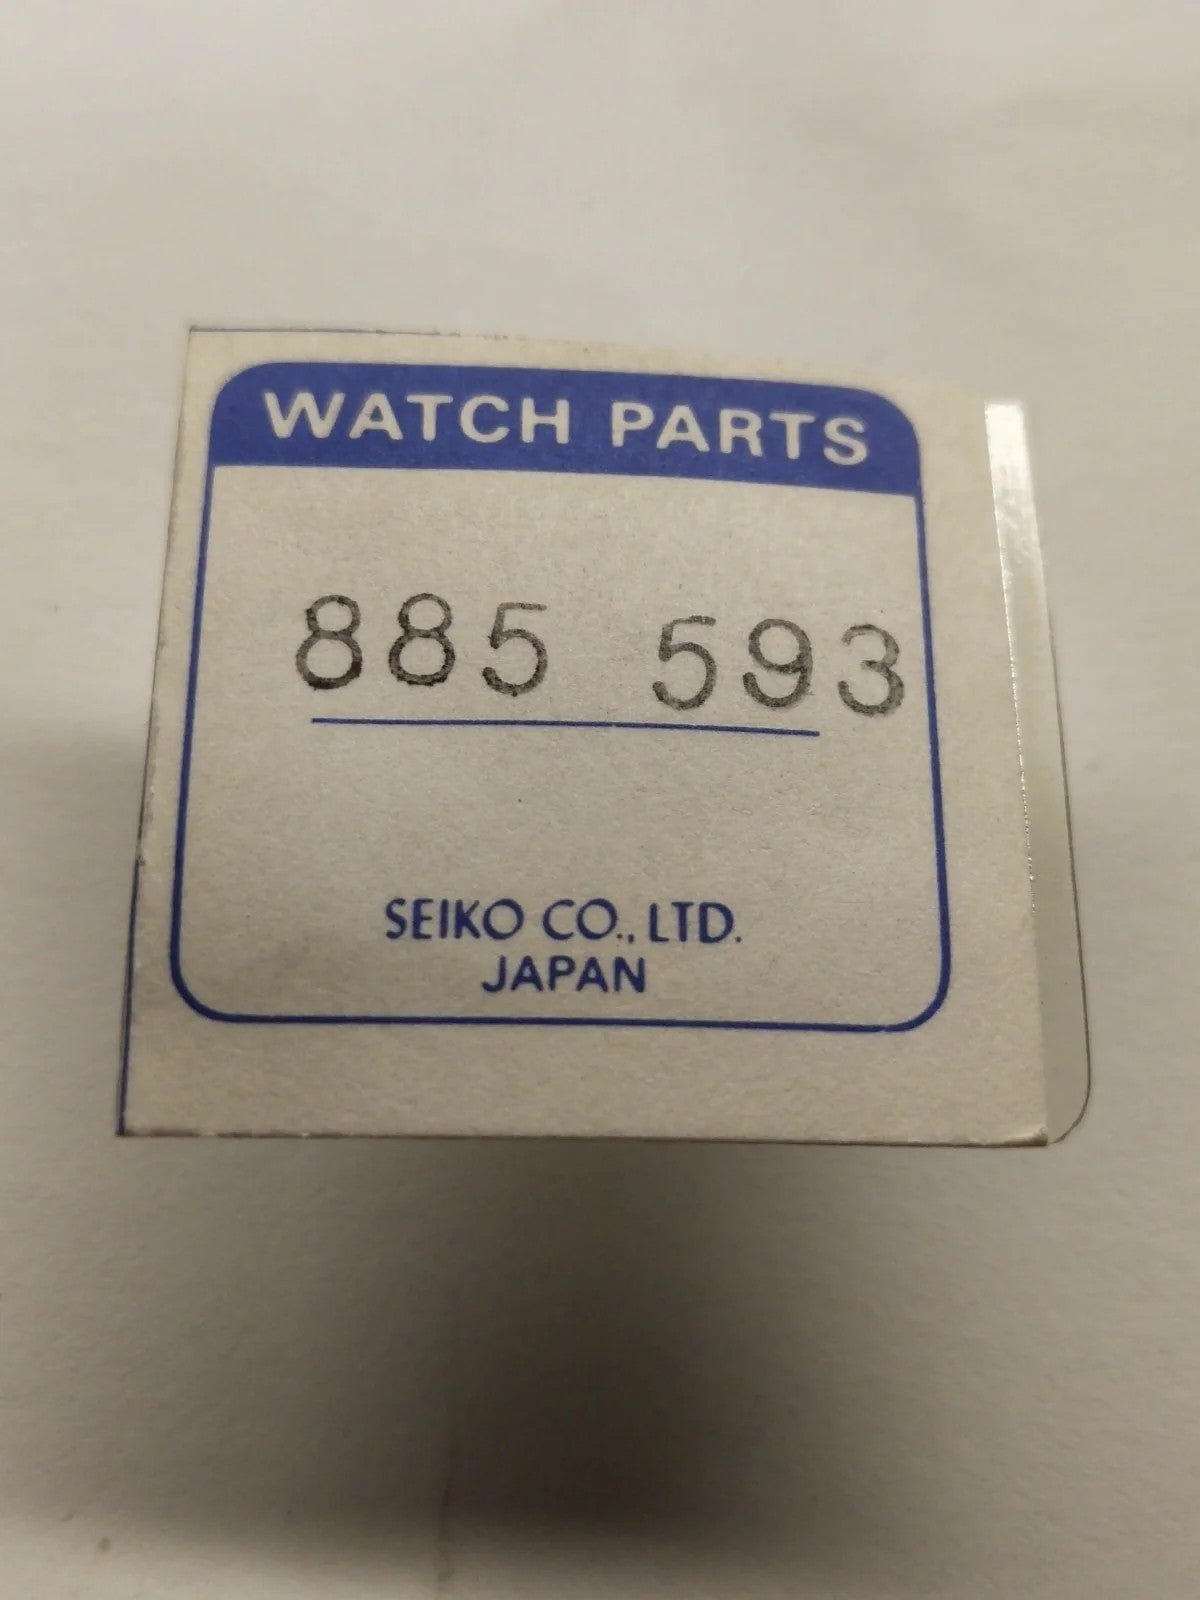 WATCH PARTS
885 593
SEIKO CO., LTD.
JAPAN